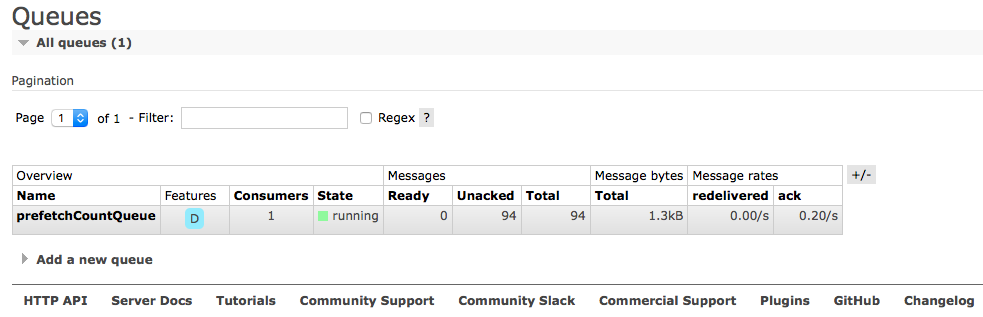 Queues
All queues (1)
Pagination
Page 1 of 1 - Filter: Regex ?
Overview Messages Message bytes Message rates +/-
Name Features Consumers State Ready Unacked Total Total redelivered ack
prefetchCountQueue D 1 running 0 94 94 1.3kB 0.00/s 0.20/s
Add a new queue
HTTP API Server Docs Tutorials Community Support Community Slack Commercial Support Plugins GitHub Changelog